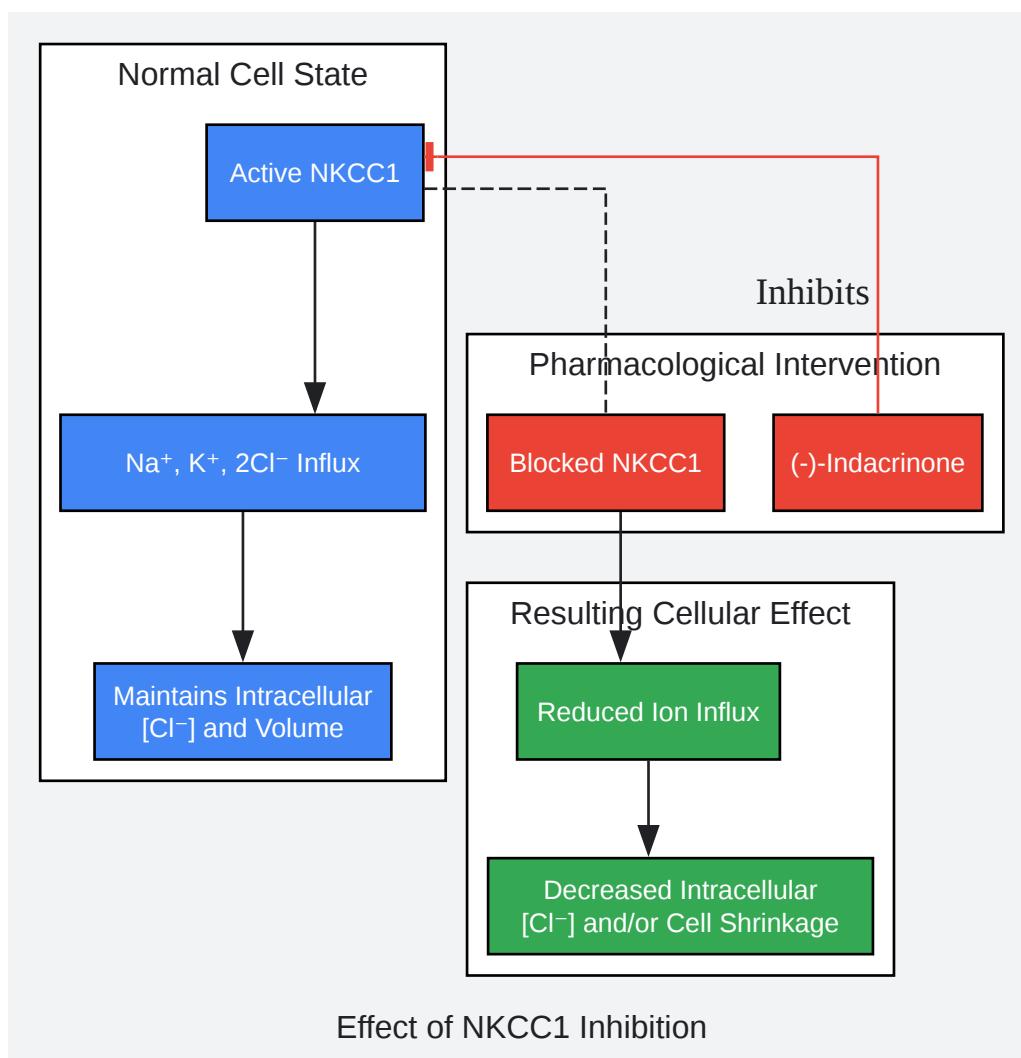 Normal Cell State
Active NKCC1
Inhibits
Pharmacological Intervention
Na⁺, K⁺, 2Cl⁻ Influx
Blocked NKCC1
(-)-Indacrinone
Resulting Cellular Effect
Maintains Intracellular
[Cl⁻] and Volume
Reduced Ion Influx
Decreased Intracellular
[Cl⁻] and/or Cell Shrinkage
Effect of NKCC1 Inhibition